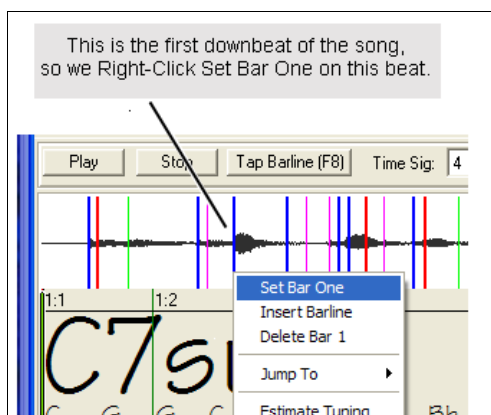 This is the first downbeat of the song,
so we Right-Click Set Bar One on this beat.
Play Stop Tap Barline (F8) Time Sig: 4
Set Bar One
1:1 1:2
Insert Barline
Delete Bar 1
C7su
Jump To
Estimate Tuning
C G G C Bb